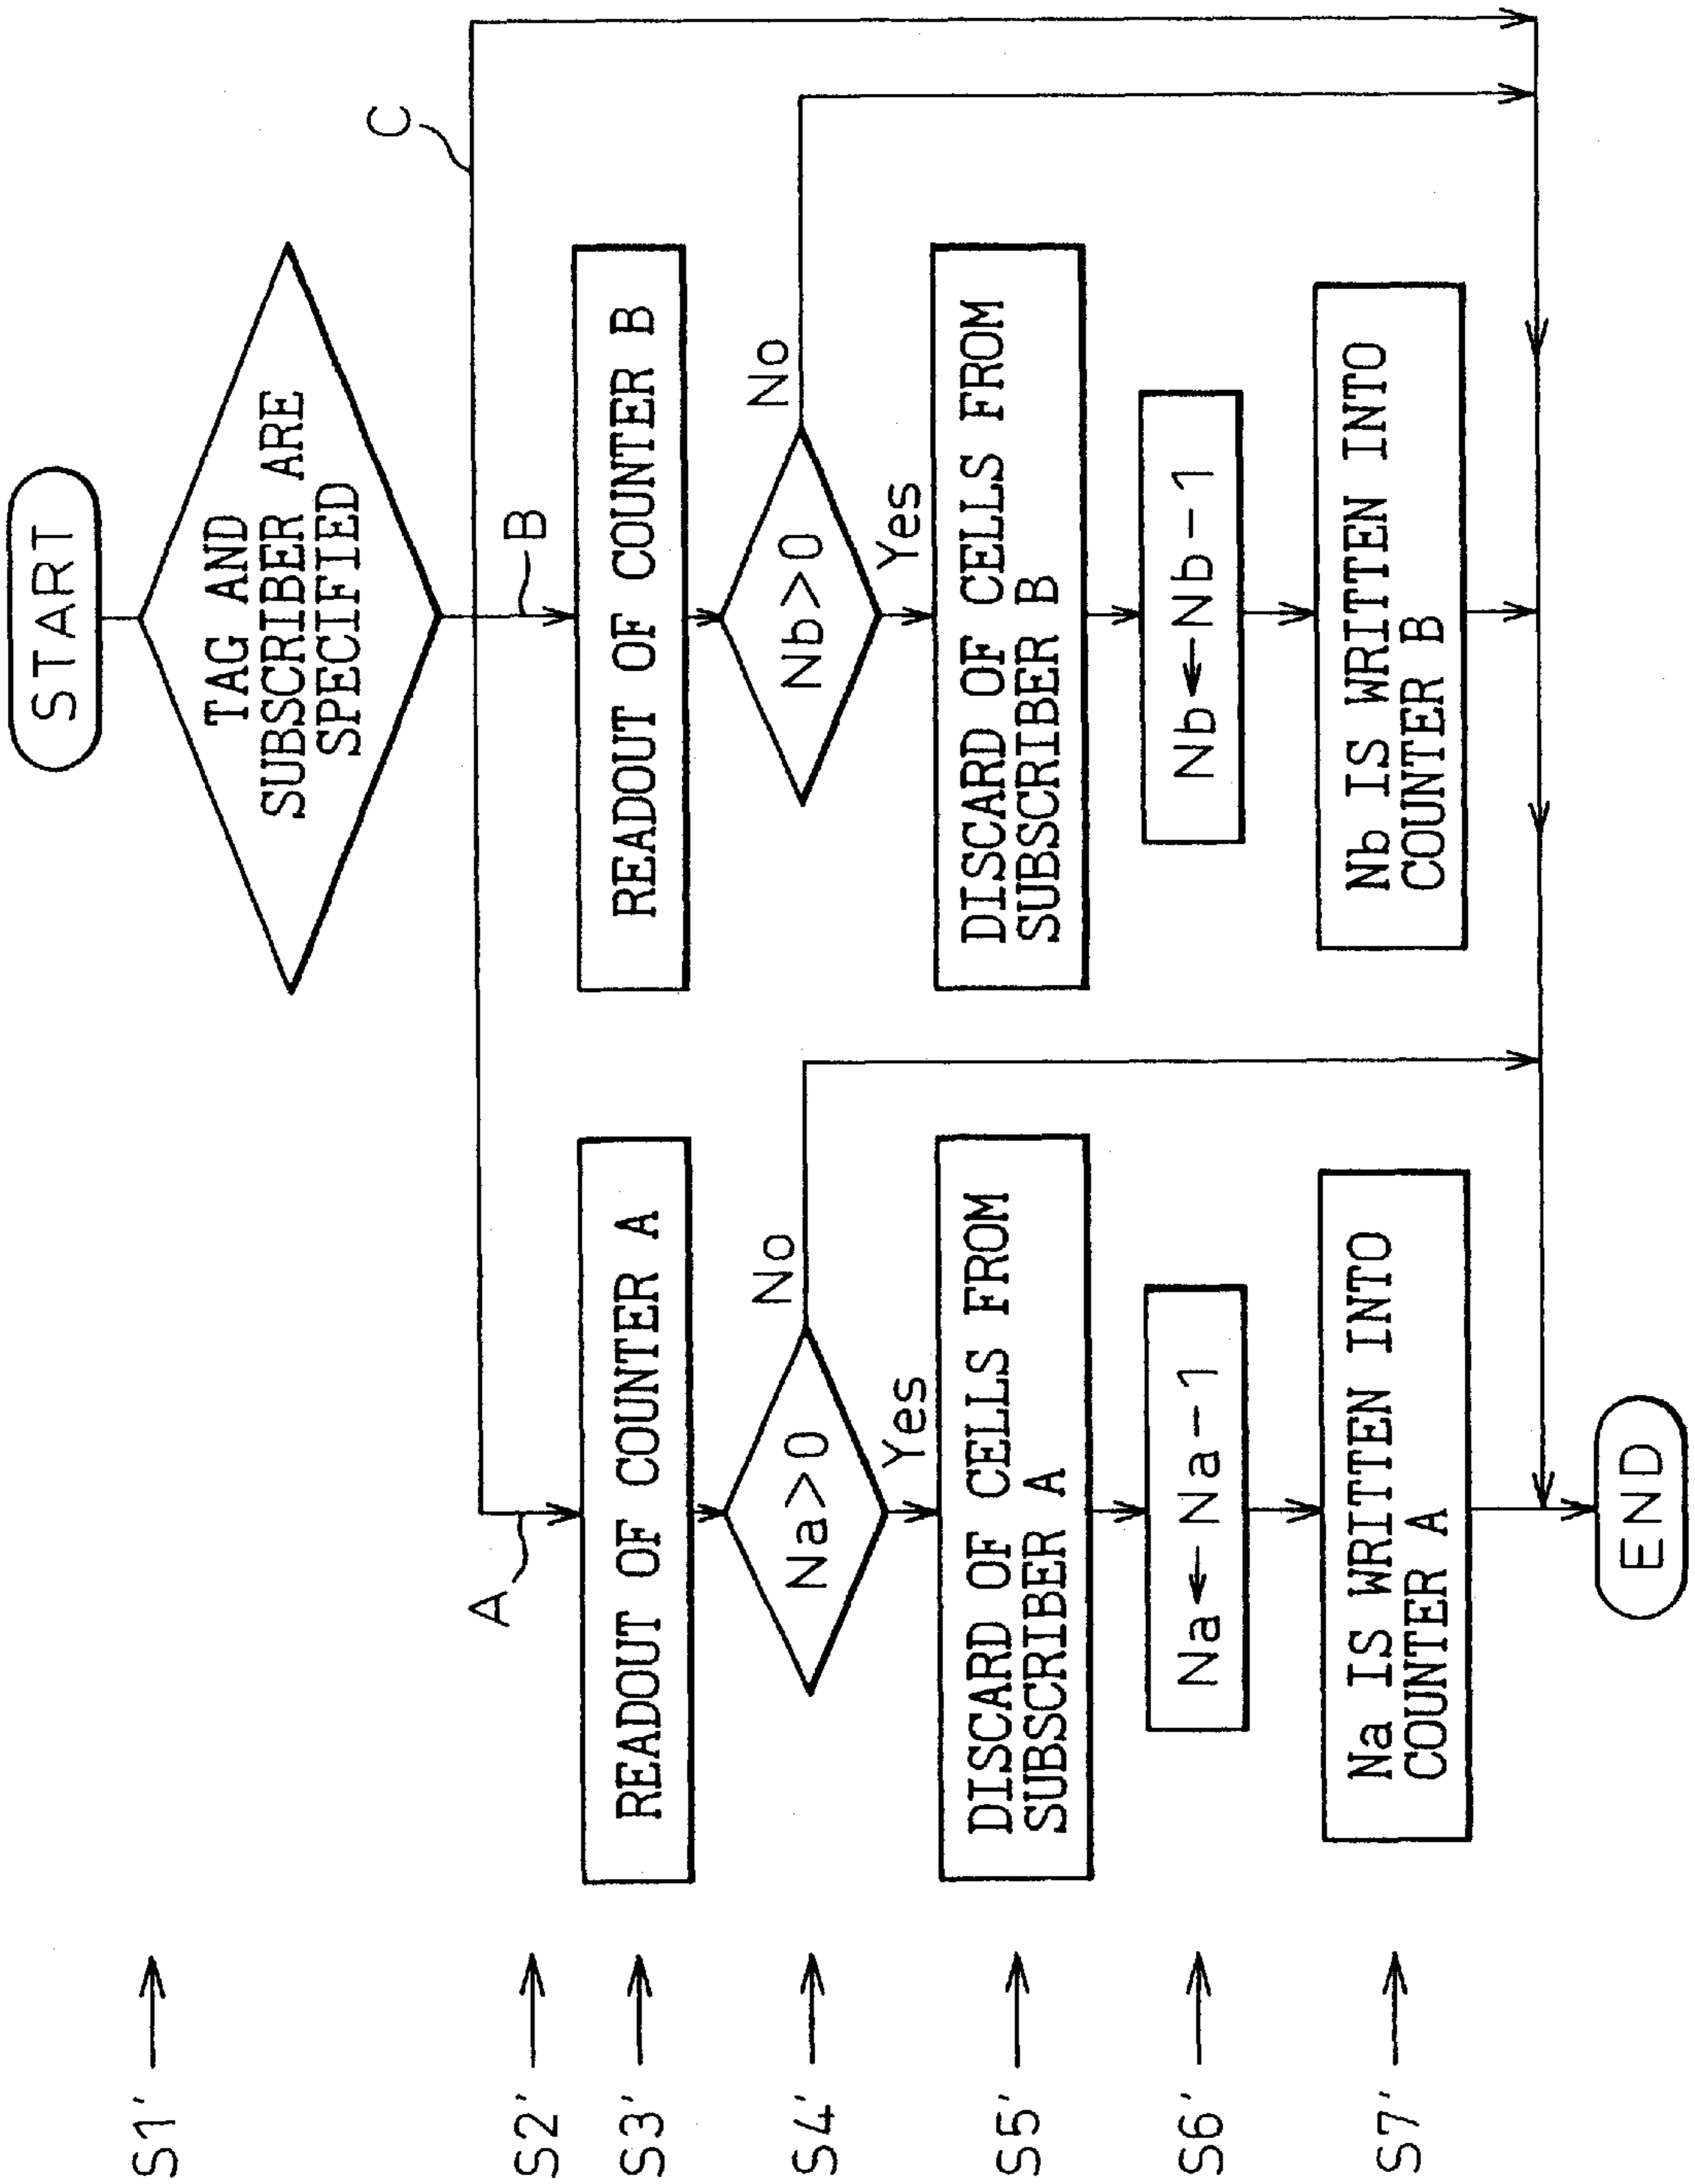 START
S1'
TAG AND
SUBSCRIBER ARE
SPECIFIED
C
S2'
A
B
S3'
READOUT OF COUNTER A
READOUT OF COUNTER B
S4'
Na>0
No
Yes
Nb>0
No
Yes
S5'
DISCARD OF CELLS FROM
SUBSCRIBER A
DISCARD OF CELLS FROM
SUBSCRIBER B
S6'
Na←Na-1
Nb←Nb-1
S7'
Na IS WRITTEN INTO
COUNTER A
Nb IS WRITTEN INTO
COUNTER B
END